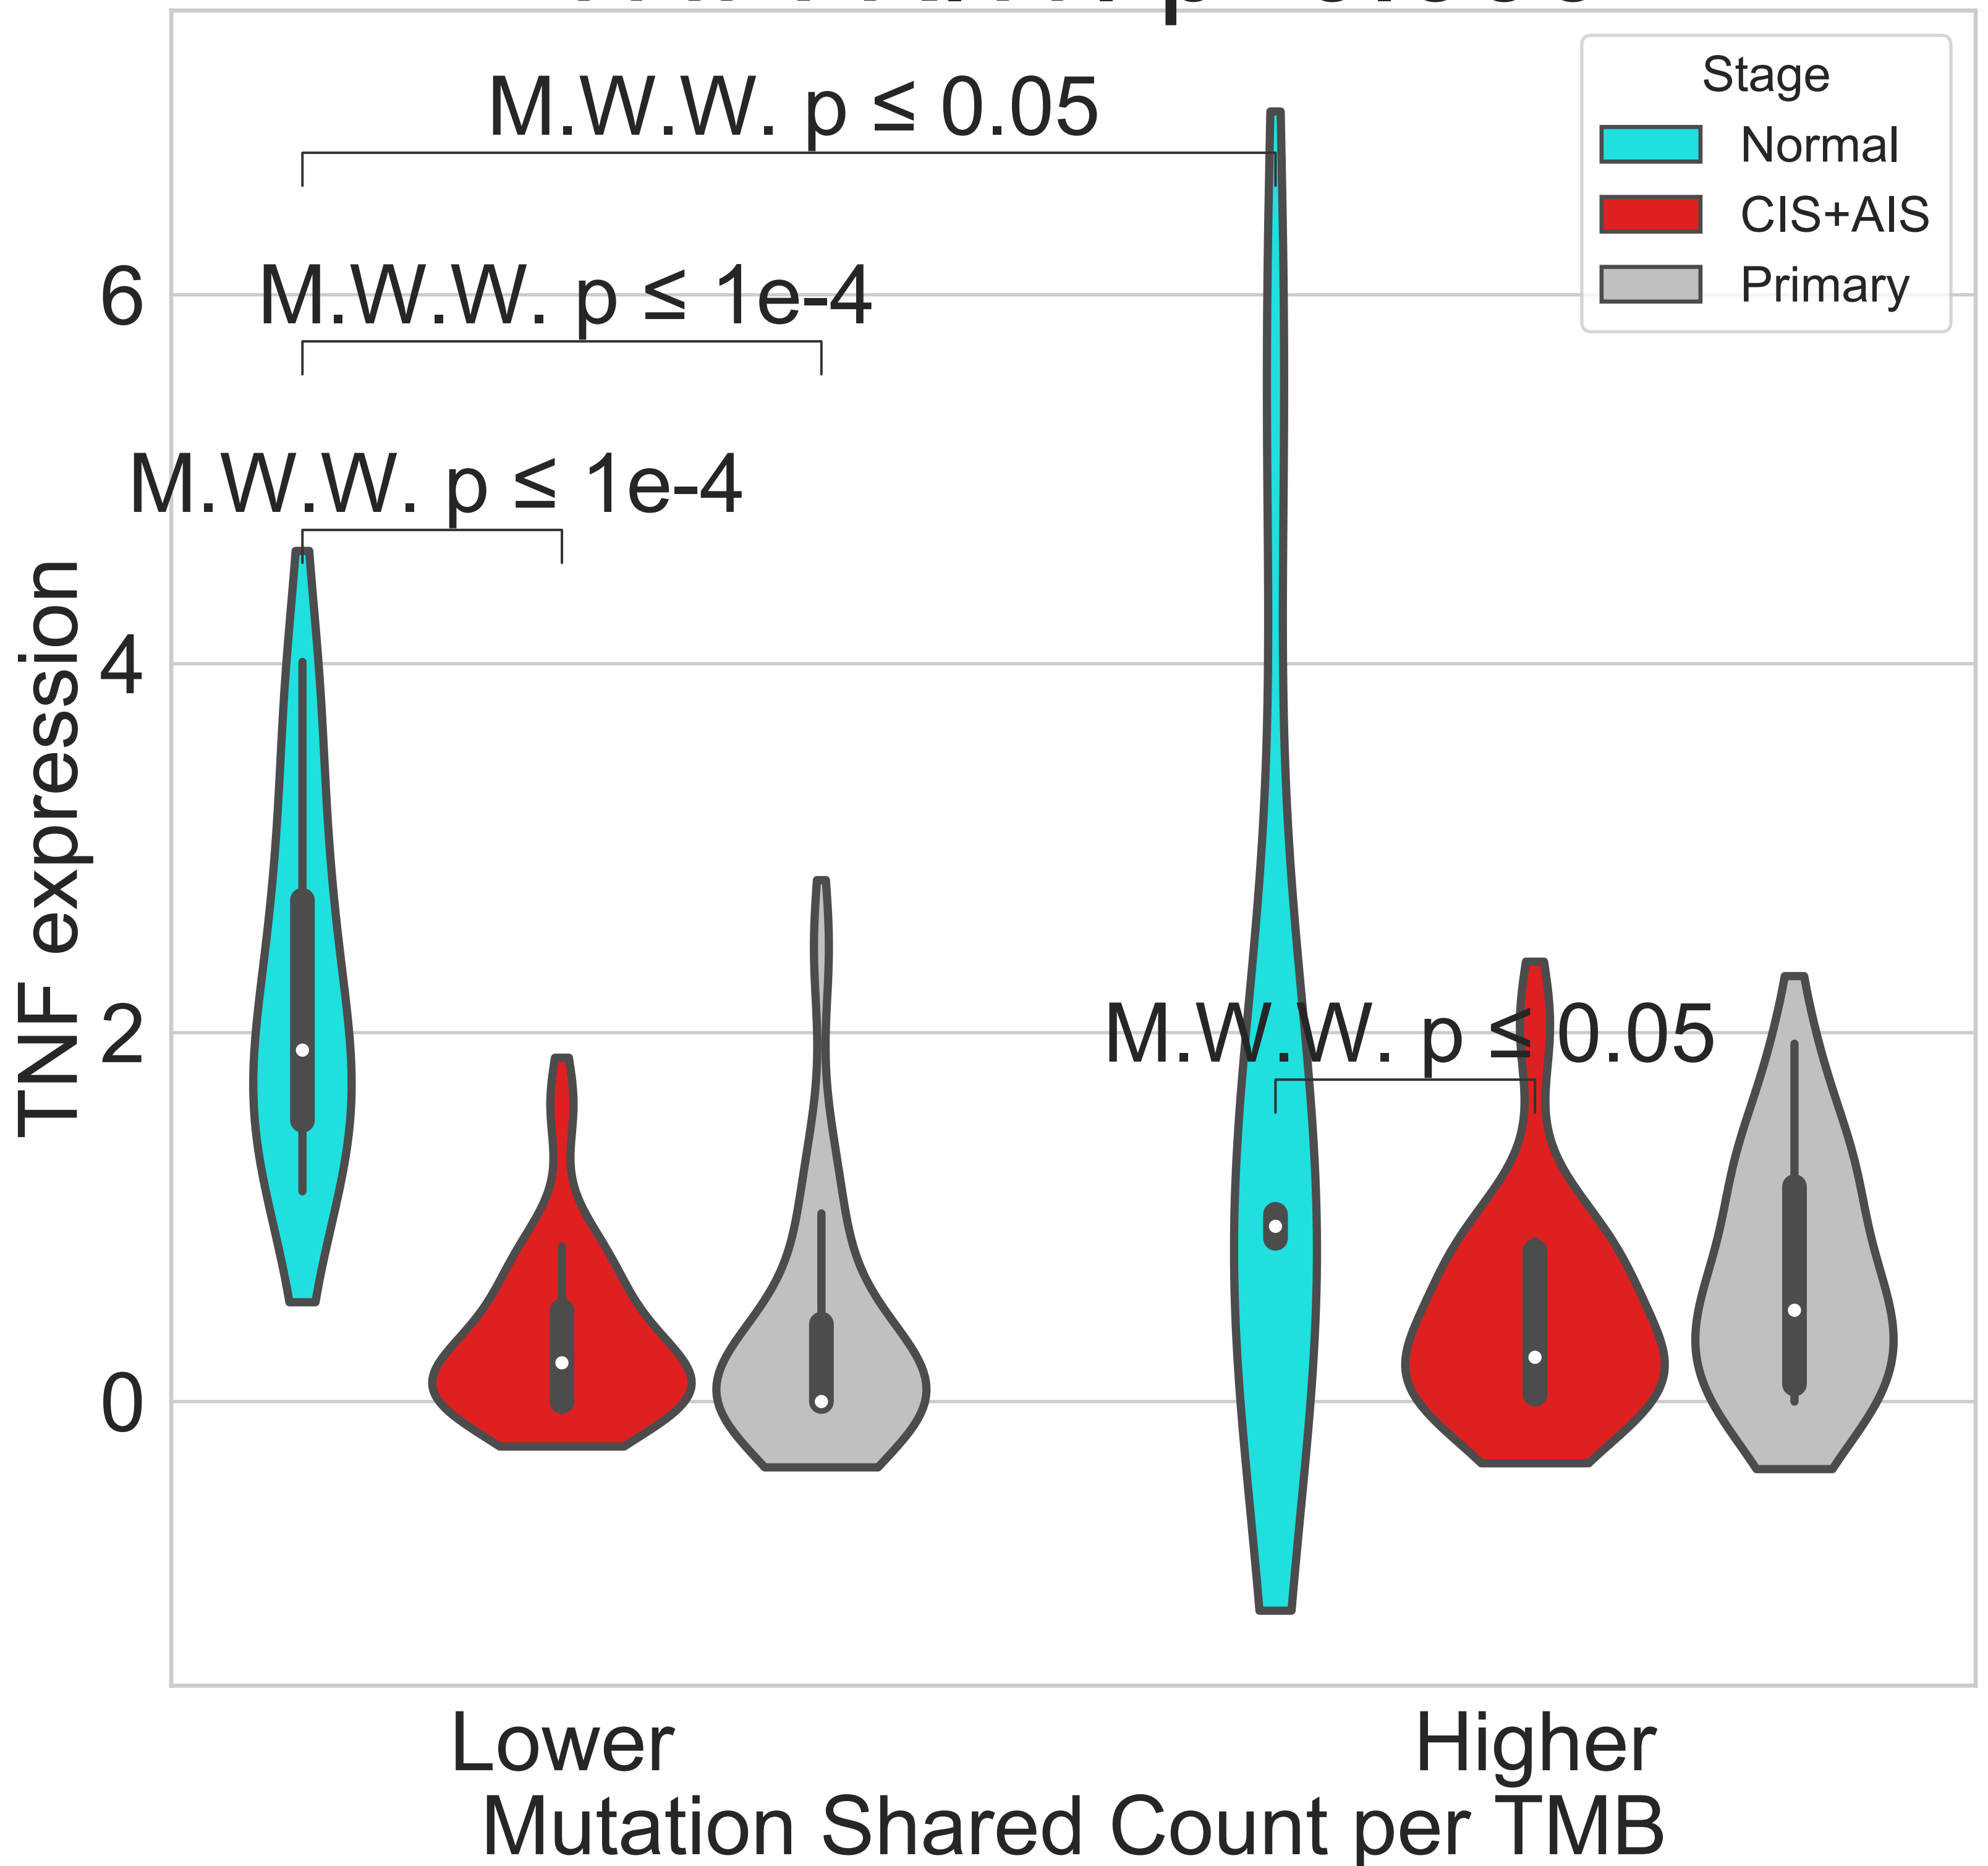 M.W.W. p ≤ 0.05
Stage
Normal
CIS+AIS
Primary
M.W.W. p ≤ 1e-4
M.W.W. p ≤ 1e-4
M.W.W. p ≤ 0.05
6
4
2
0
TNF expression
Lower
Higher
Mutation Shared Count per TMB